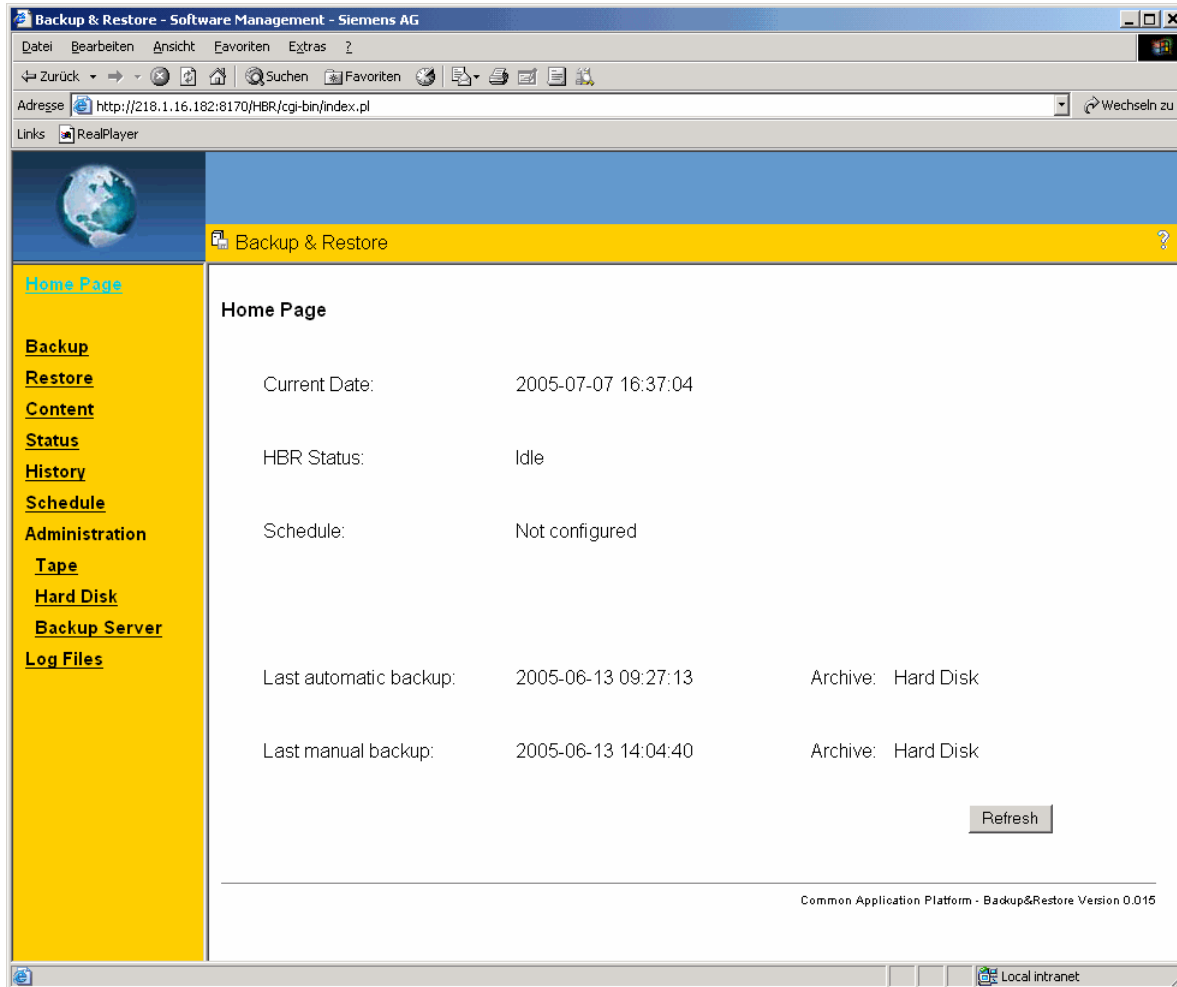 Backup & Restore - Software Management - Siemens AG
Datei Bearbeiten Ansicht Favoriten Extras ?
Zurück Suchen Favoriten
Adresse http://218.1.16.182:8170/HBR/cgi-bin/index.pl Wechseln zu
Links RealPlayer
Backup & Restore ?
Home Page
Backup
Restore
Content
Status
History
Schedule
Administration
Tape
Hard Disk
Backup Server
Log Files
Home Page
Current Date: 2005-07-07 16:37:04
HBR Status: Idle
Schedule: Not configured
Last automatic backup: 2005-06-13 09:27:13 Archive: Hard Disk
Last manual backup: 2005-06-13 14:04:40 Archive: Hard Disk
Refresh
Common Application Platform - Backup&Restore Version 0.015
Local intranet